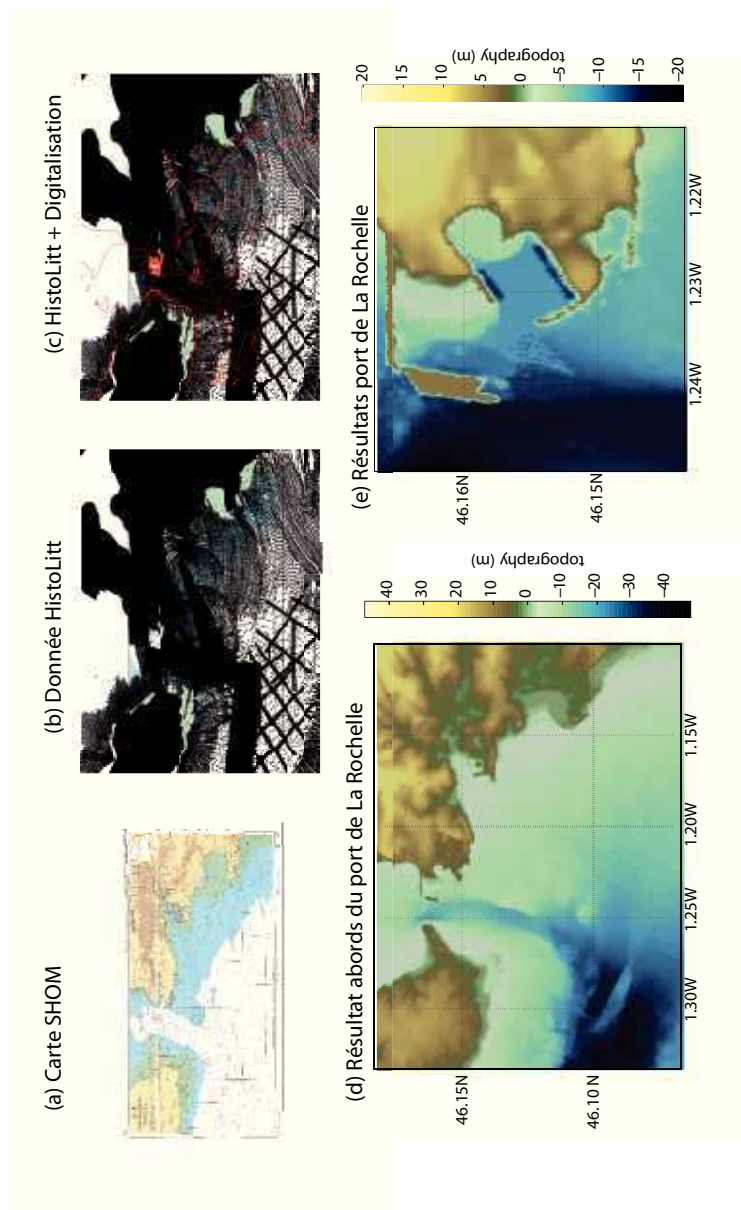 (a) Carte SHOM
(b) Donnée HistoLitt
(c) HistoLitt + Digitalisation
(d) Résultat abords du port de La Rochelle
46.15N
46.10 N
1.30W
1.25W
1.20W
1.15W
40
30
20
10
0
−10
−20
−30
−40
topography (m)
(e) Résultats port de La Rochelle
46.16N
46.15N
1.24W
1.23W
1.22W
20
15
10
5
0
−5
−10
−15
−20
topography (m)